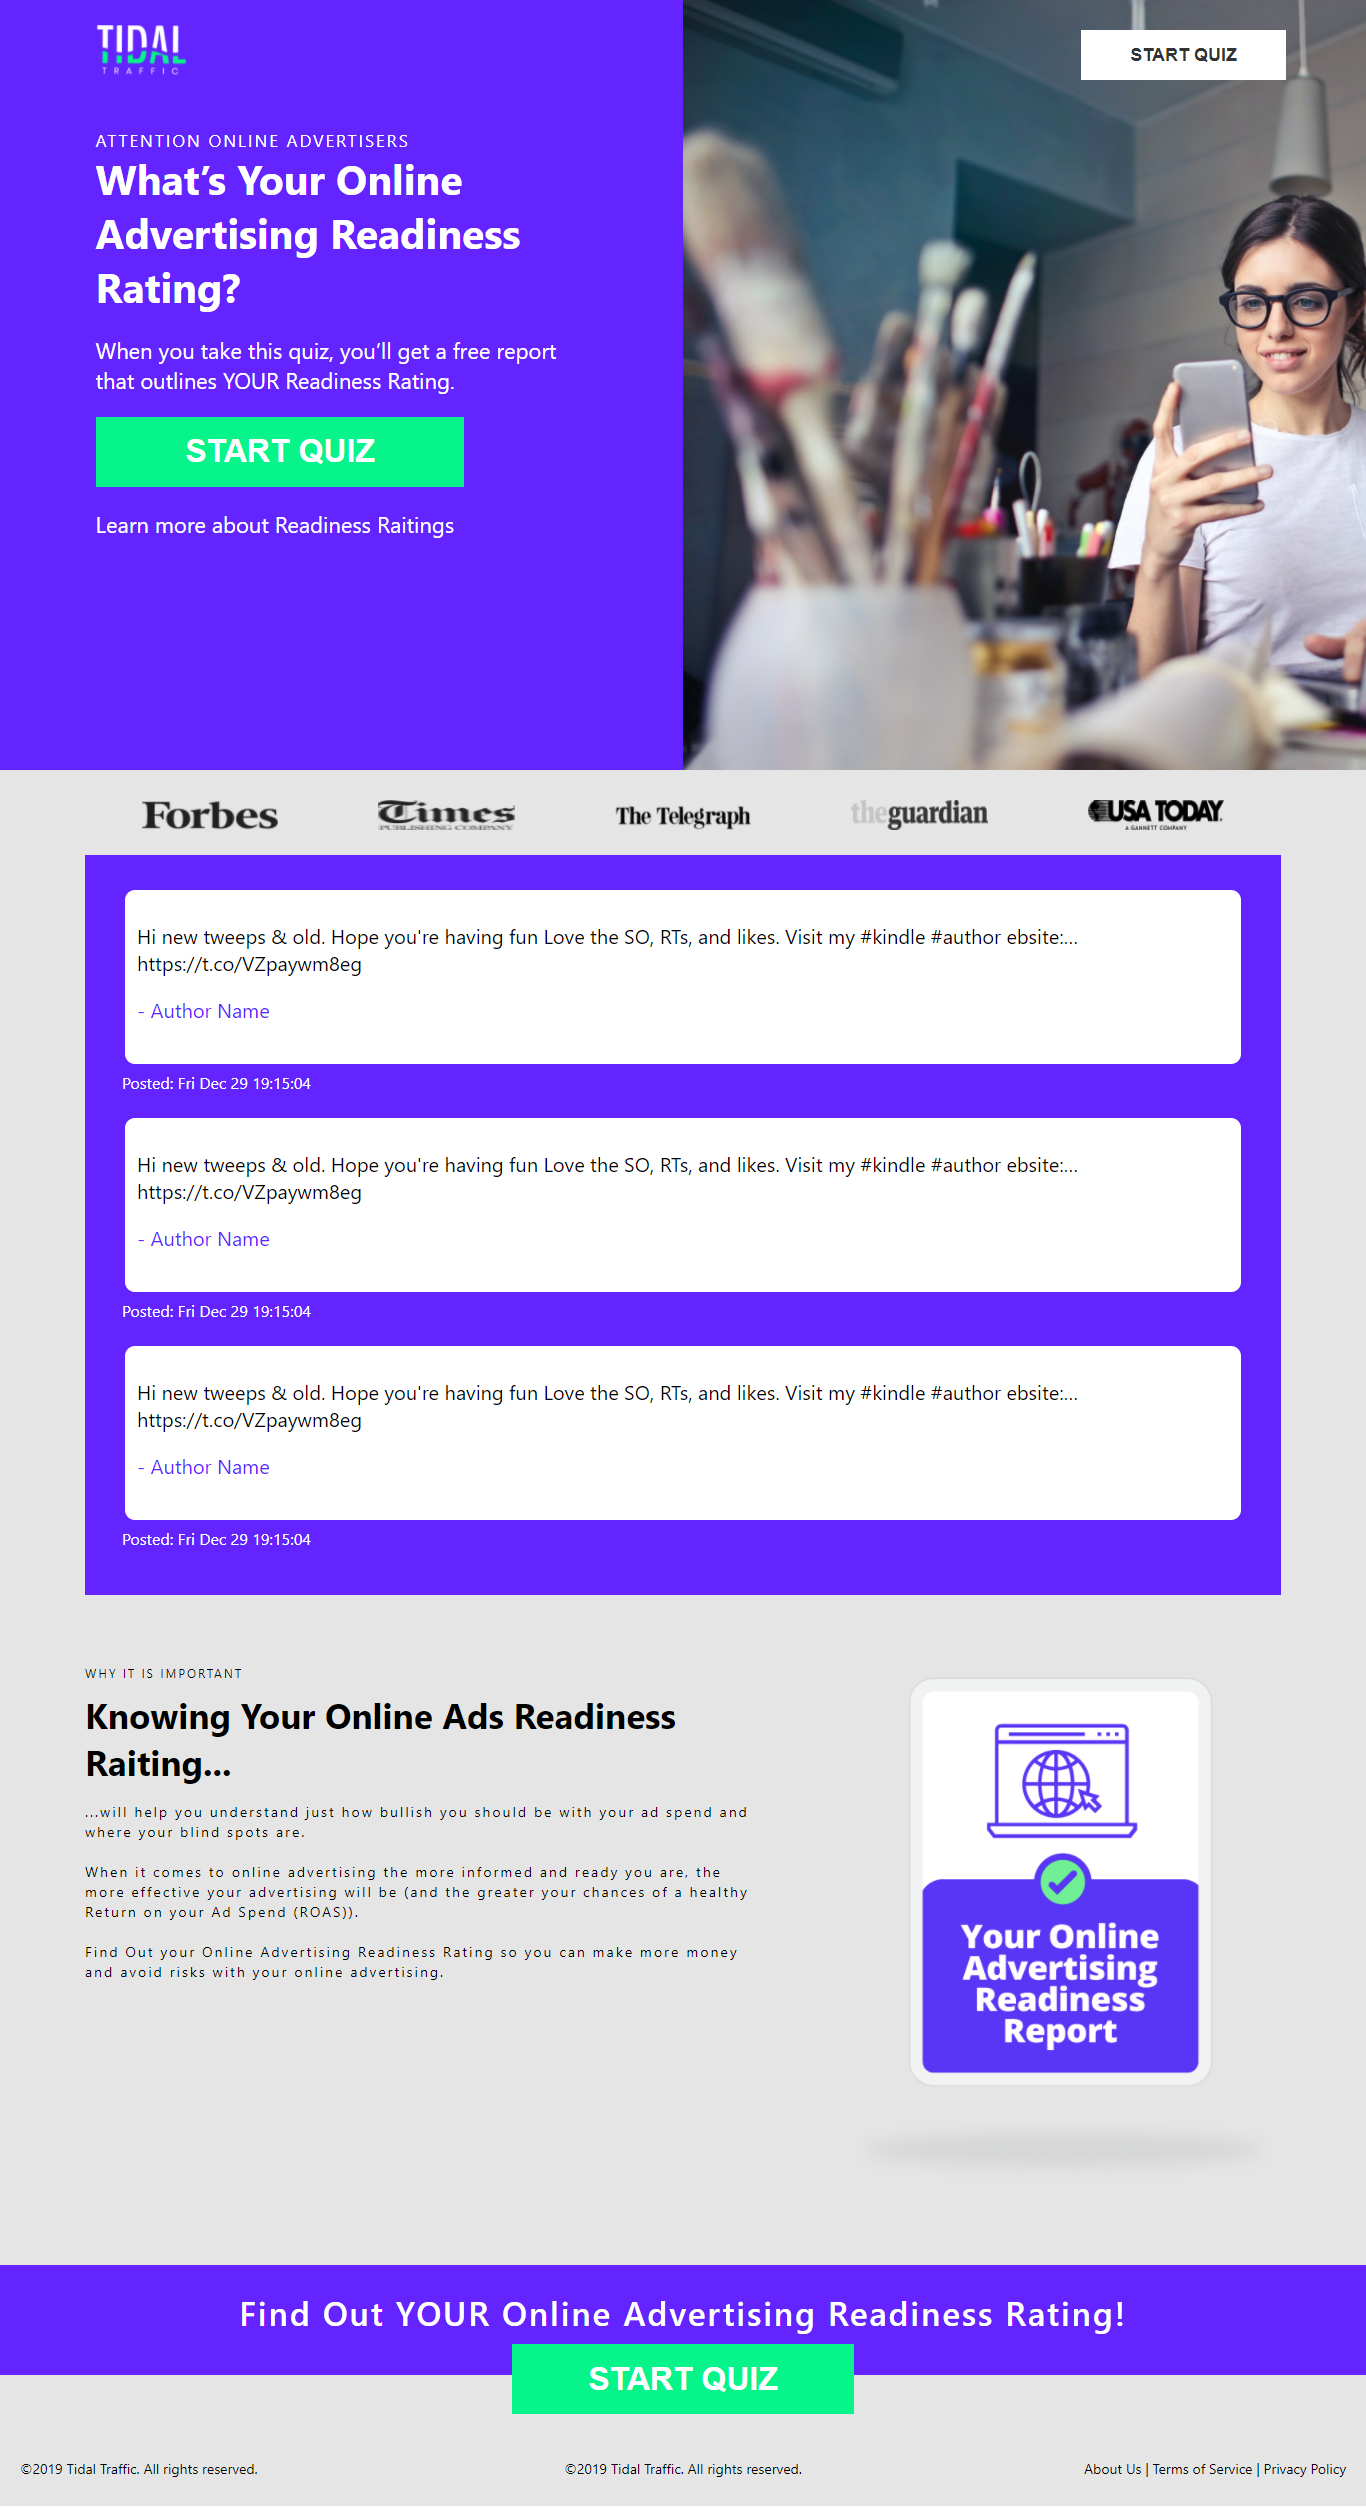 TIDAL
TRAFFIC
START QUIZ
ATTENTION ONLINE ADVERTISERS
What’s Your Online
Advertising Readiness
Rating?
When you take this quiz, you’ll get a free report
that outlines YOUR Readiness Rating.
START QUIZ
Learn more about Readiness Raitings
Forbes
Times
PUBLISHING COMPANY
The Telegraph
theguardian
USA TODAY
A GANNETT COMPANY
Hi new tweeps & old. Hope you're having fun Love the SO, RTs, and likes. Visit my #kindle #author ebsite:...
https://t.co/VZpaywm8eg
- Author Name
Posted: Fri Dec 29 19:15:04
Hi new tweeps & old. Hope you're having fun Love the SO, RTs, and likes. Visit my #kindle #author ebsite:...
https://t.co/VZpaywm8eg
- Author Name
Posted: Fri Dec 29 19:15:04
Hi new tweeps & old. Hope you're having fun Love the SO, RTs, and likes. Visit my #kindle #author ebsite:...
https://t.co/VZpaywm8eg
- Author Name
Posted: Fri Dec 29 19:15:04
WHY IT IS IMPORTANT
Knowing Your Online Ads Readiness
Raiting...
...will help you understand just how bullish you should be with your ad spend and
where your blind spots are.
When it comes to online advertising the more informed and ready you are, the
more effective your advertising will be (and the greater your chances of a healthy
Return on your Ad Spend (ROAS)).
Find Out your Online Advertising Readiness Rating so you can make more money
and avoid risks with your online advertising.
Your Online
Advertising
Readiness
Report
Find Out YOUR Online Advertising Readiness Rating!
START QUIZ
©2019 Tidal Traffic. All rights reserved.
©2019 Tidal Traffic. All rights reserved.
About Us | Terms of Service | Privacy Policy